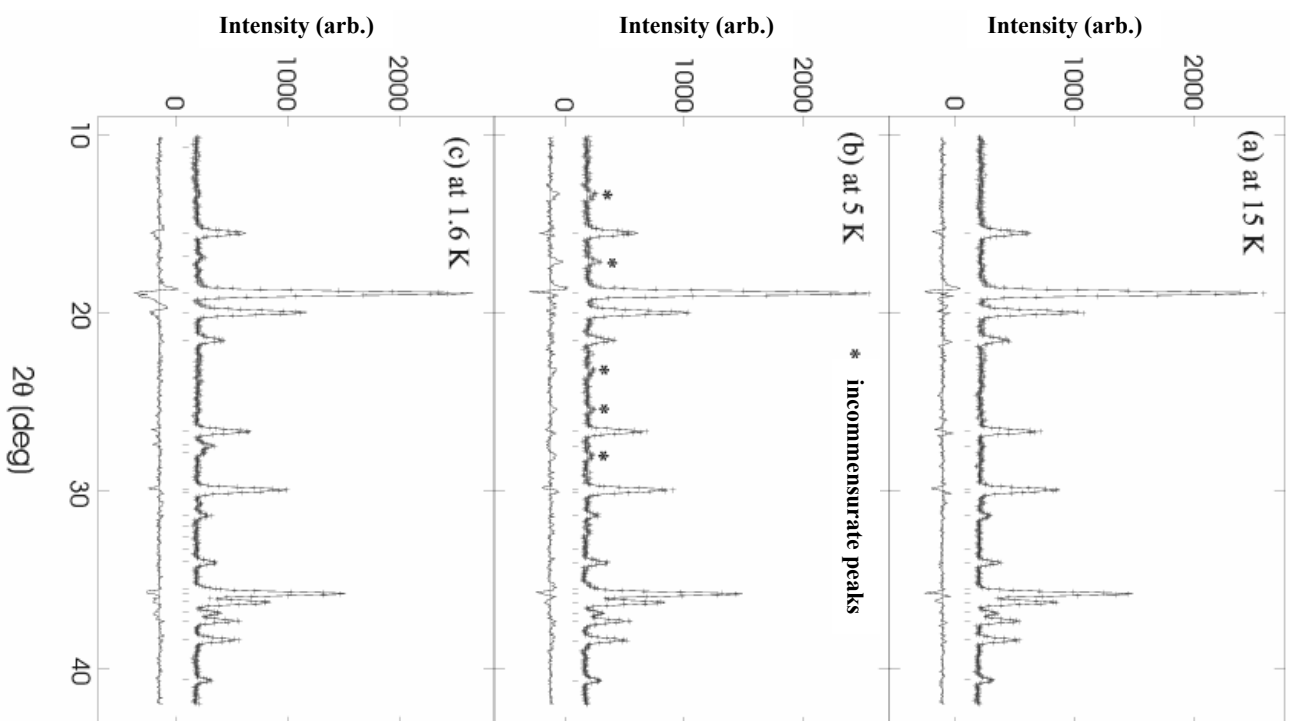 Intensity (arb.)
Intensity (arb.)
Intensity (arb.)
0
1000
2000
(a) at 15 K
0
1000
2000
(b) at 5 K
*
*
*
*
*
* incommensurate peaks
0
1000
2000
(c) at 1.6 K
10
20
30
40
2θ (deg)